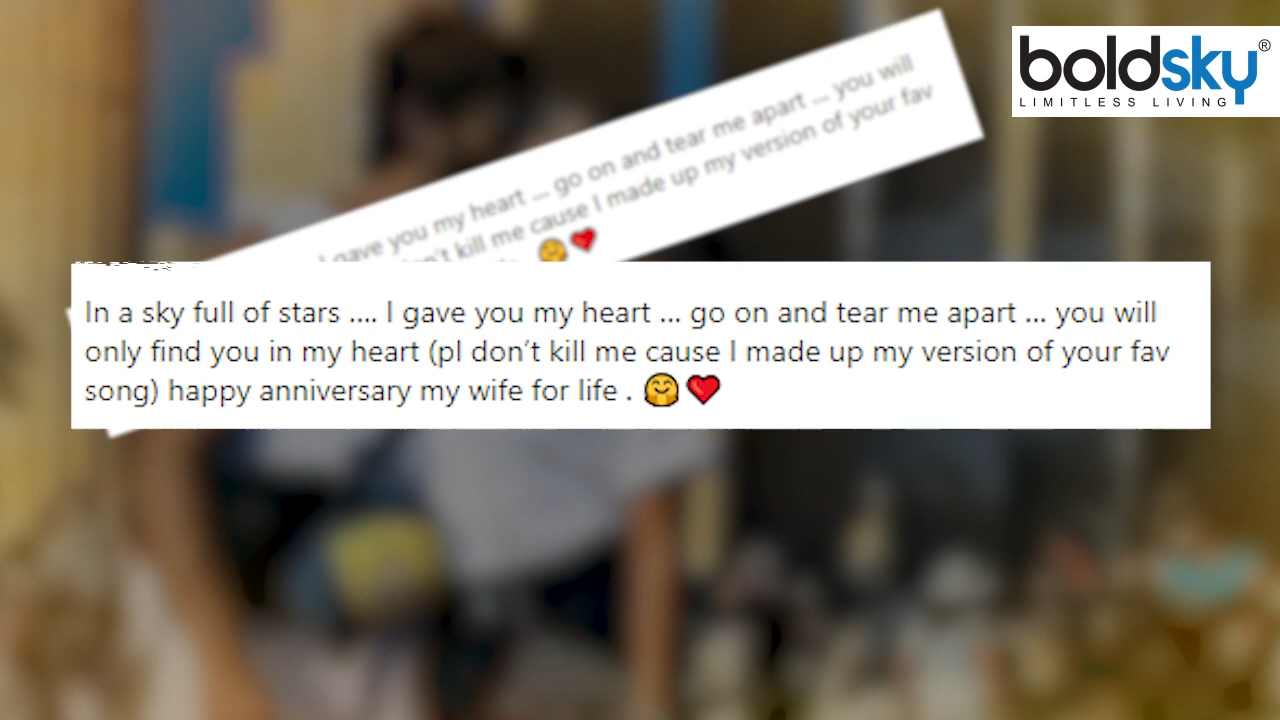 boldsky®
LIMITLESS LIVING
I gave you my heart ... go on and tear me apart ... you will
don't kill me cause I made up my version of your fav
🤗❤️
In a sky full of stars .... I gave you my heart ... go on and tear me apart ... you will
only find you in my heart (pl don't kill me cause I made up my version of your fav
song) happy anniversary my wife for life . 🤗❤️